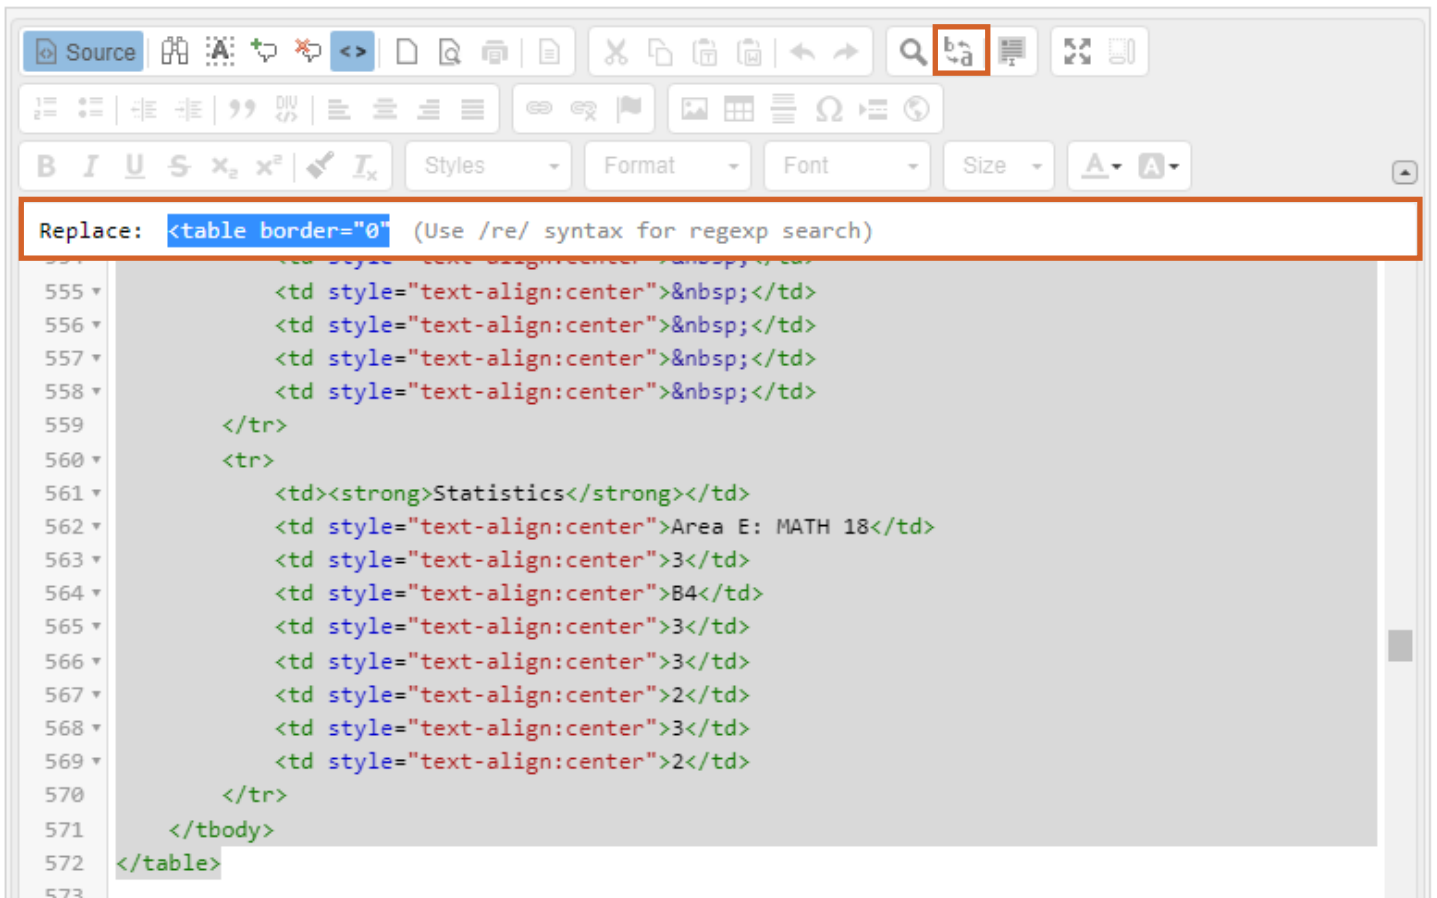 Source
B I U S x₂ x² Tx Styles Format Font Size A A
Replace: <table border="0" (Use /re/ syntax for regexp search)
555 <td style="text-align:center">&nbsp;</td>
556 <td style="text-align:center">&nbsp;</td>
557 <td style="text-align:center">&nbsp;</td>
558 <td style="text-align:center">&nbsp;</td>
559 </tr>
560 <tr>
561 <td><strong>Statistics</strong></td>
562 <td style="text-align:center">Area E: MATH 18</td>
563 <td style="text-align:center">3</td>
564 <td style="text-align:center">B4</td>
565 <td style="text-align:center">3</td>
566 <td style="text-align:center">3</td>
567 <td style="text-align:center">2</td>
568 <td style="text-align:center">3</td>
569 <td style="text-align:center">2</td>
570 </tr>
571 </tbody>
572 </table>
573